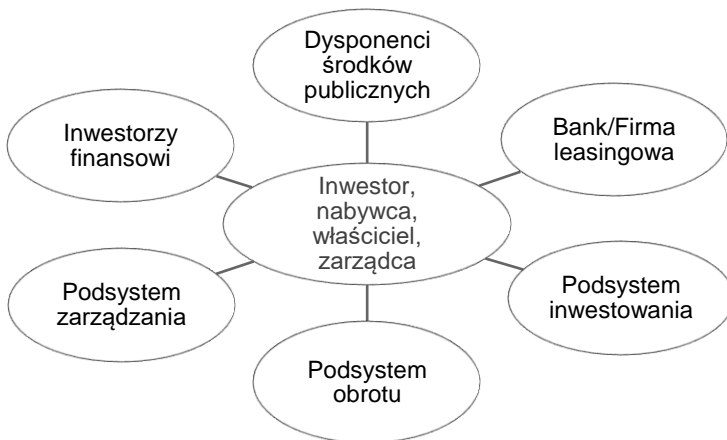 Dysponenci
środków
publicznych
Inwestorzy
finansowi
Bank/Firma
leasingowa
Inwestor,
nabywca,
właściciel,
zarządca
Podsystem
zarządzania
Podsystem
inwestowania
Podsystem
obrotu